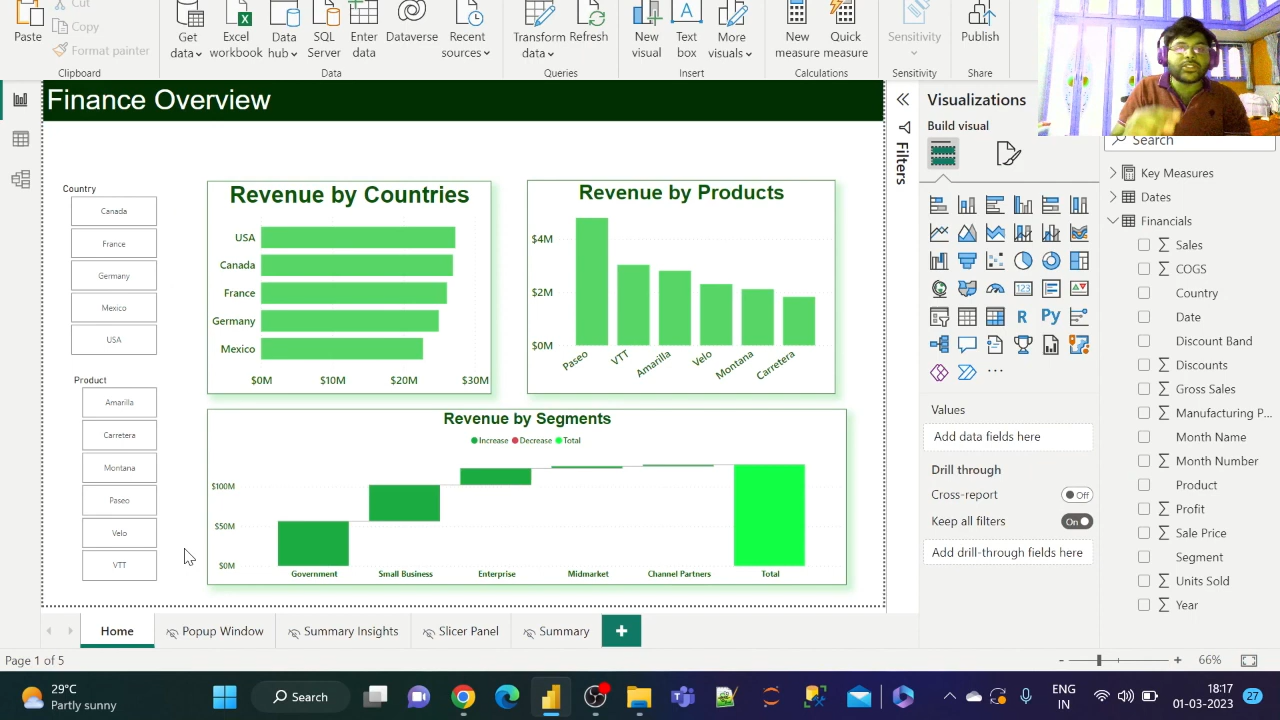 Cut
Copy
Format painter
Paste
Clipboard
Get data
Excel workbook
Data hub
SQL Server
Enter data
Dataverse
Recent sources
Data
Transform data
Refresh
Queries
New visual
Text box
More visuals
Insert
New measure
Quick measure
Calculations
Sensitivity
Sensitivity
Publish
Share
Finance Overview
Country
Canada
France
Germany
Mexico
USA
Product
Amarilla
Carretera
Montana
Paseo
Velo
VTT
Revenue by Countries
USA
Canada
France
Germany
Mexico
$0M $10M $20M $30M
Revenue by Products
$4M
$2M
$0M
Paseo VTT Amarilla Velo Montana Carretera
Revenue by Segments
Increase Decrease Total
$100M
$50M
$0M
Government Small Business Enterprise Midmarket Channel Partners Total
Filters
Visualizations
Build visual
123
R
Py
Values
Add data fields here
Drill through
Cross-report Off
Keep all filters On
Add drill-through fields here
Search
Key Measures
Dates
Financials
Sales
COGS
Country
Date
Discount Band
Discounts
Gross Sales
Manufacturing P...
Month Name
Month Number
Product
Profit
Sale Price
Segment
Units Sold
Year
Home
Popup Window
Summary Insights
Slicer Panel
Summary
+
Page 1 of 5
- + 66%
29°C
Partly sunny
Search
ENG
IN
18:17
01-03-2023
27